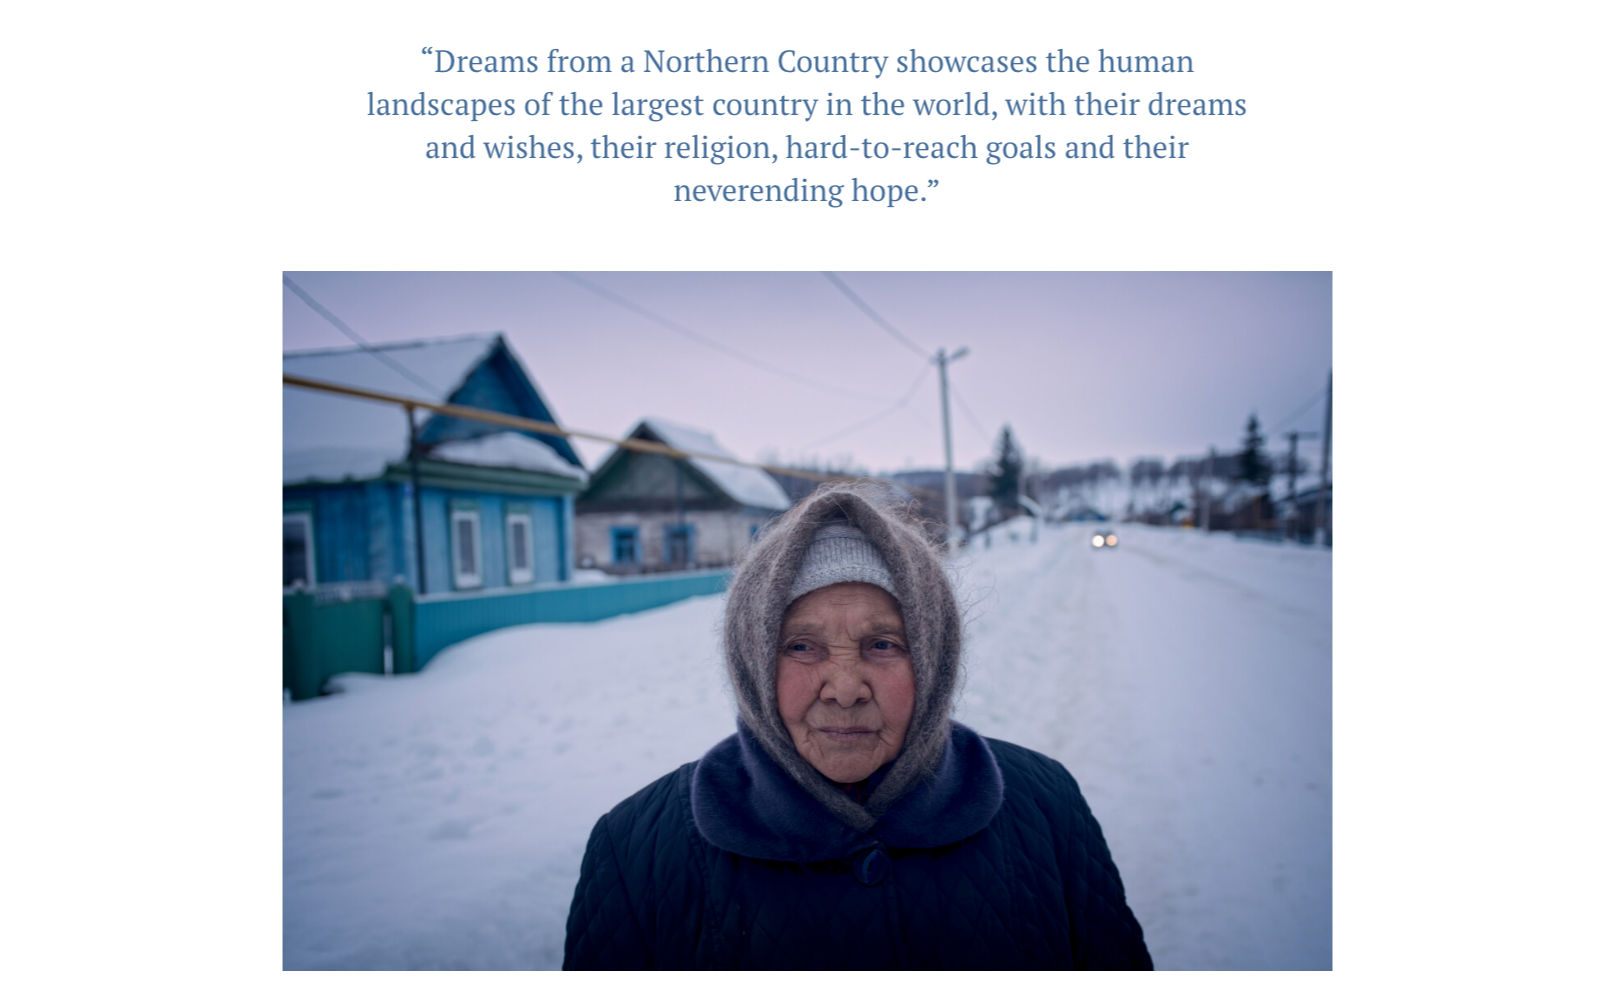 “Dreams from a Northern Country showcases the human
landscapes of the largest country in the world, with their dreams
and wishes, their religion, hard-to-reach goals and their
neverending hope.”